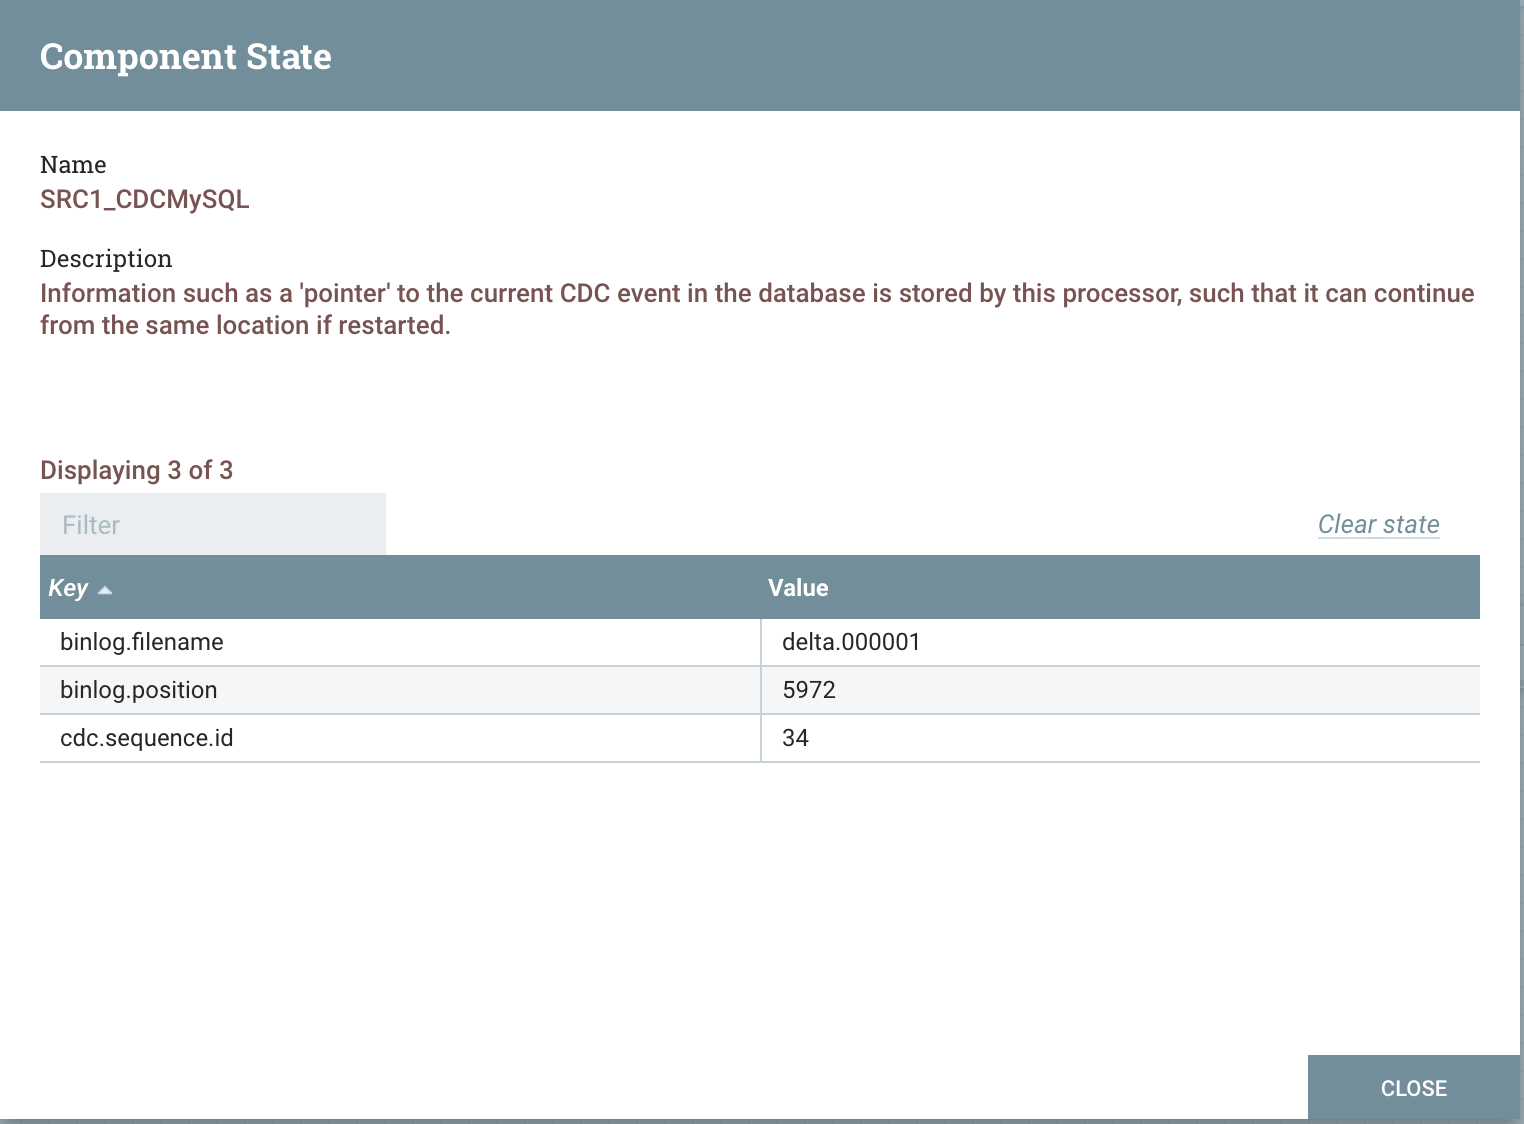 Component State
Name
SRC1_CDCMySQL
Description
Information such as a 'pointer' to the current CDC event in the database is stored by this processor, such that it can continue
from the same location if restarted.
Displaying 3 of 3
Filter
Clear state
Key Value
binlog.filename delta.000001
binlog.position 5972
cdc.sequence.id 34
CLOSE